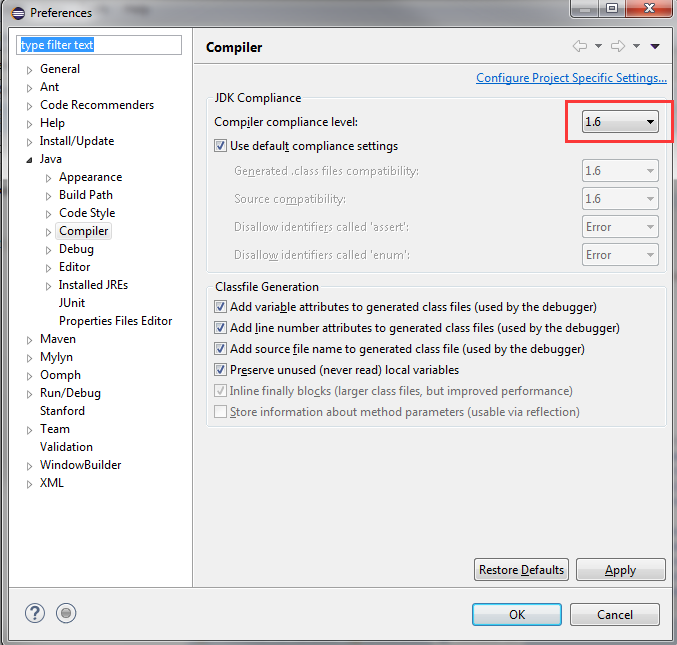 Preferences
type filter text
General
Ant
Code Recommenders
Help
Install/Update
Java
Appearance
Build Path
Code Style
Compiler
Debug
Editor
Installed JREs
JUnit
Properties Files Editor
Maven
Mylyn
Oomph
Run/Debug
Stanford
Team
Validation
WindowBuilder
XML
Compiler
Configure Project Specific Settings...
JDK Compliance
Compiler compliance level: 1.6
Use default compliance settings
Generated .class files compatibility: 1.6
Source compatibility: 1.6
Disallow identifiers called 'assert': Error
Disallow identifiers called 'enum': Error
Classfile Generation
Add variable attributes to generated class files (used by the debugger)
Add line number attributes to generated class files (used by the debugger)
Add source file name to generated class file (used by the debugger)
Preserve unused (never read) local variables
Inline finally blocks (larger class files, but improved performance)
Store information about method parameters (usable via reflection)
Restore Defaults Apply
OK Cancel